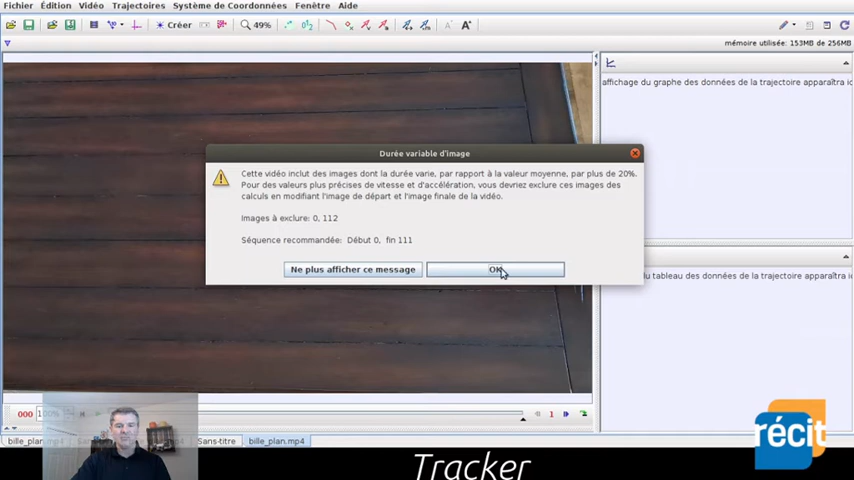 Fichier Édition Vidéo Trajectoires Système de Coordonnées Fenêtre Aide
Créer 49%
mémoire utilisée: 153MB de 256MB
affichage du graphe des données de la trajectoire apparaîtra ic
Durée variable d'image
Cette vidéo inclut des images dont la durée varie, par rapport à la valeur moyenne, par plus de 20%.
Pour des valeurs plus précises de vitesse et d'accélération, vous devriez exclure ces images des
calculs en modifiant l'image de départ et l'image finale de la vidéo.
Images à exclure: 0, 112
Séquence recommandée: Début 0, fin 111
Ne plus afficher ce message OK
u tableau des données de la trajectoire apparaîtra ic
000 100% 1
bille_plan.mp4 Sans-titre bille_plan.mp4
récit
Tracker